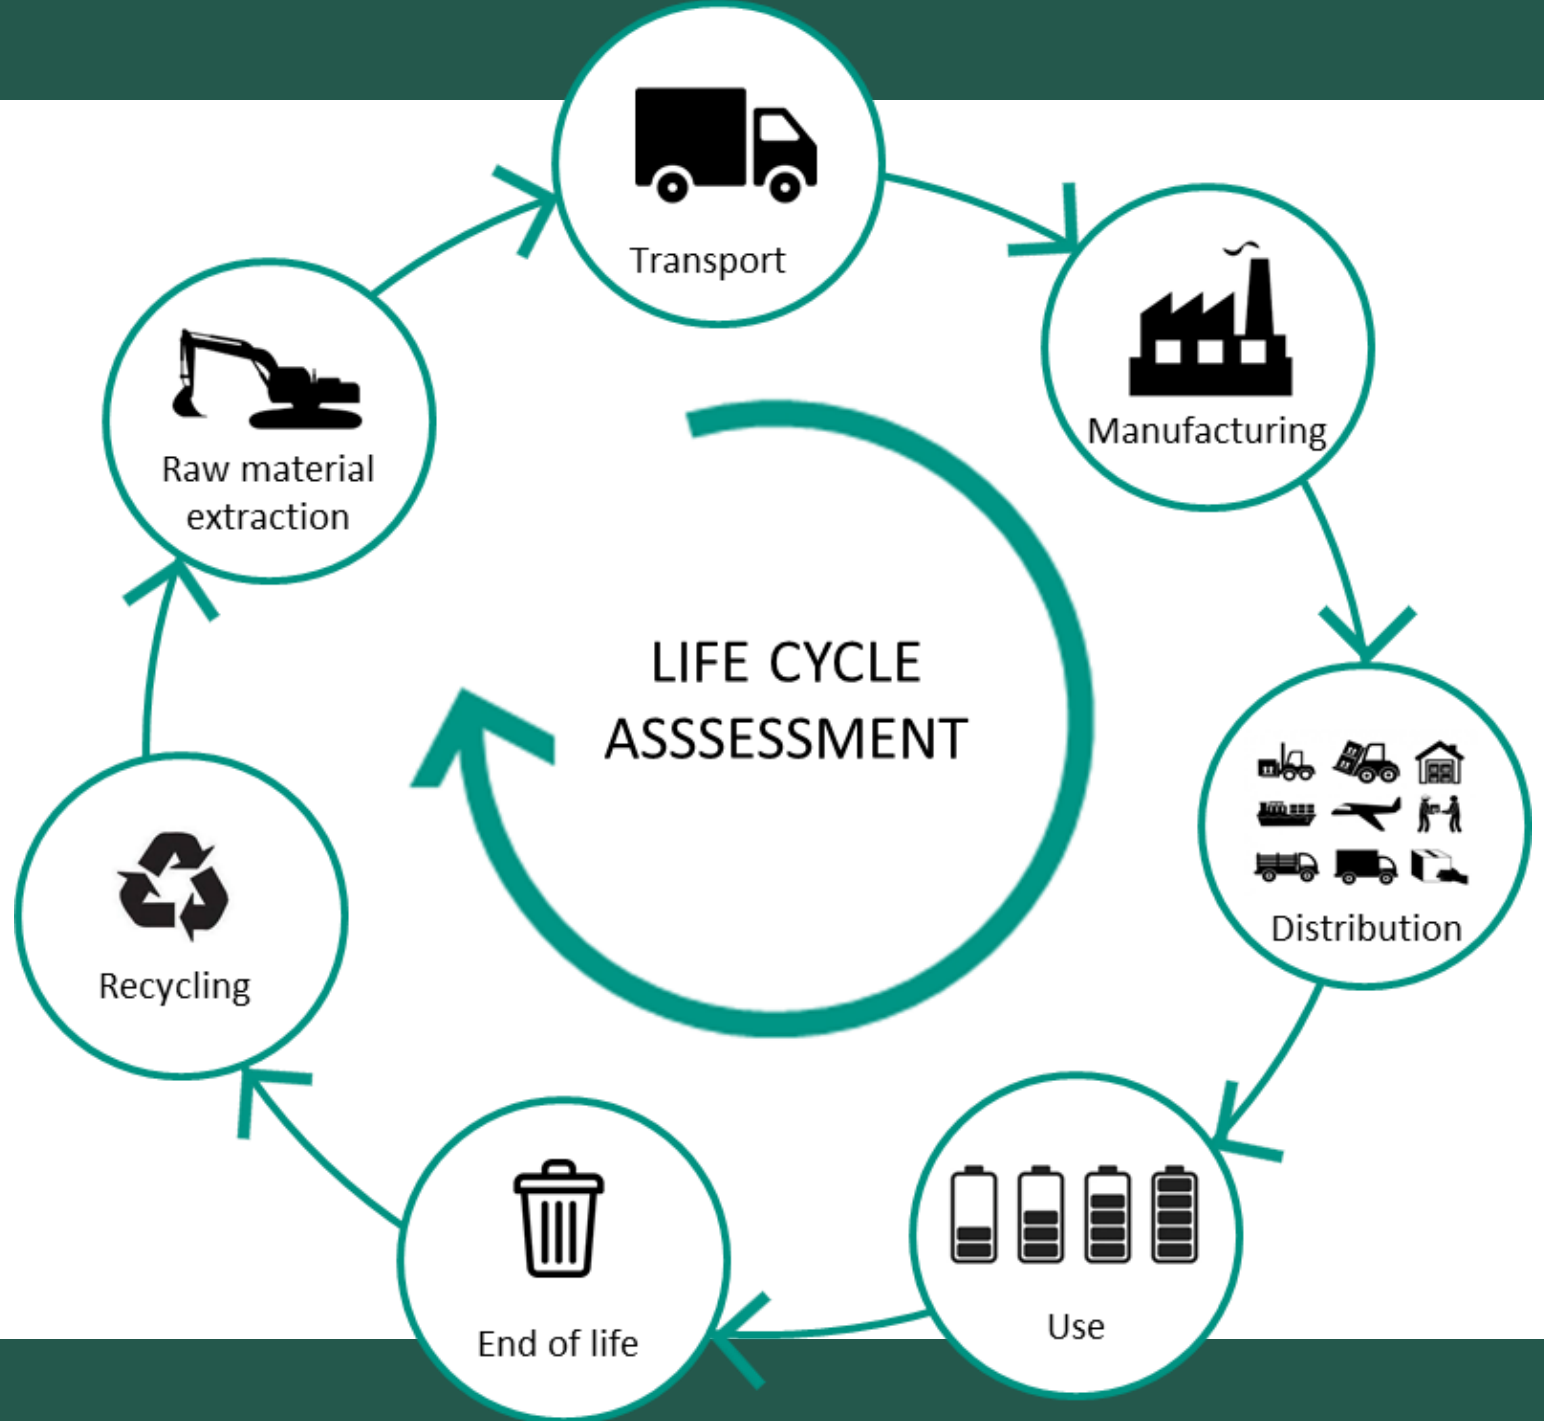 Transport
Manufacturing
Raw material
extraction
LIFE CYCLE
ASSSESSMENT
Distribution
Recycling
Use
End of life